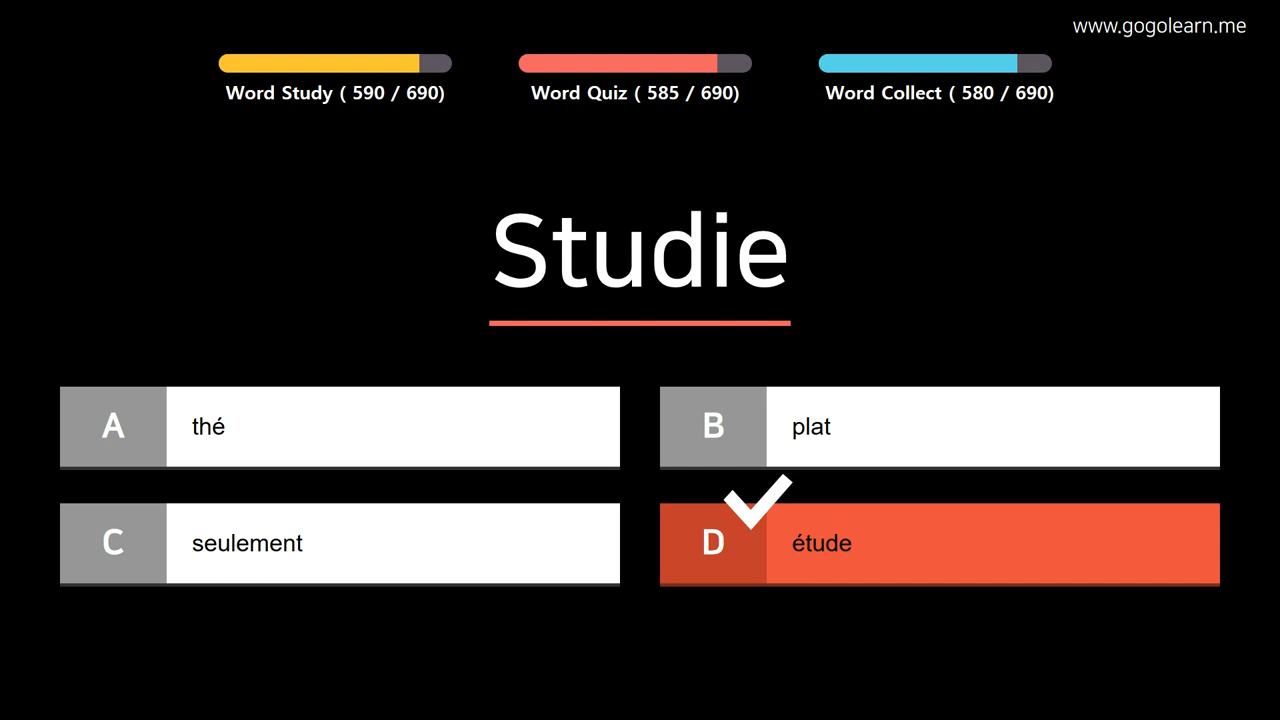 www.gogolearn.me
Word Study ( 590 / 690)
Word Quiz ( 585 / 690)
Word Collect ( 580 / 690)
Studie
A thé
B plat
C seulement
D étude